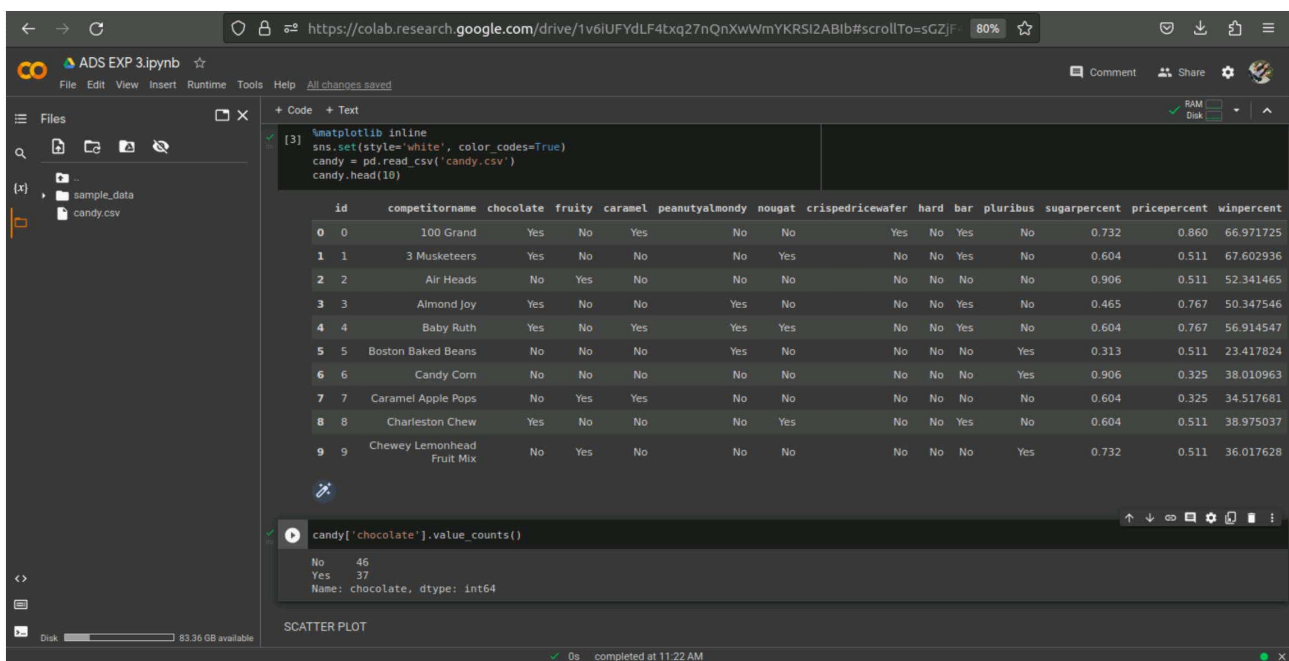 https://colab.research.google.com/drive/1v6iUFYdLF4txq27nQnXwWmYKRSI2ABIb#scrollTo=sGZjF 80%
ADS EXP 3.ipynb
File Edit View Insert Runtime Tools Help All changes saved
Comment Share
Files
+ Code + Text
RAM
Disk
[3] %matplotlib inline
sns.set(style='white', color_codes=True)
candy = pd.read_csv('candy.csv')
candy.head(10)
{x}
..
sample_data
candy.csv
id competitorname chocolate fruity caramel peanutyalmondy nougat crispedricewafer hard bar pluribus sugarpercent pricepercent winpercent
0 0 100 Grand Yes No Yes No No Yes No Yes No 0.732 0.860 66.971725
1 1 3 Musketeers Yes No No No Yes No No Yes No 0.604 0.511 67.602936
2 2 Air Heads No Yes No No No No No No No 0.906 0.511 52.341465
3 3 Almond Joy Yes No No Yes No No No Yes No 0.465 0.767 50.347546
4 4 Baby Ruth Yes No Yes Yes Yes No No Yes No 0.604 0.767 56.914547
5 5 Boston Baked Beans No No No Yes No No No No Yes 0.313 0.511 23.417824
6 6 Candy Corn No No No No No No No No Yes 0.906 0.325 38.010963
7 7 Caramel Apple Pops No Yes Yes No No No No No No 0.604 0.325 34.517681
8 8 Charleston Chew Yes No No No Yes No No Yes No 0.604 0.511 38.975037
9 9 Chewey Lemonhead
Fruit Mix No Yes No No No No No No Yes 0.732 0.511 36.017628
candy['chocolate'].value_counts()
No 46
Yes 37
Name: chocolate, dtype: int64
SCATTER PLOT
Disk 83.36 GB available
0s completed at 11:22 AM